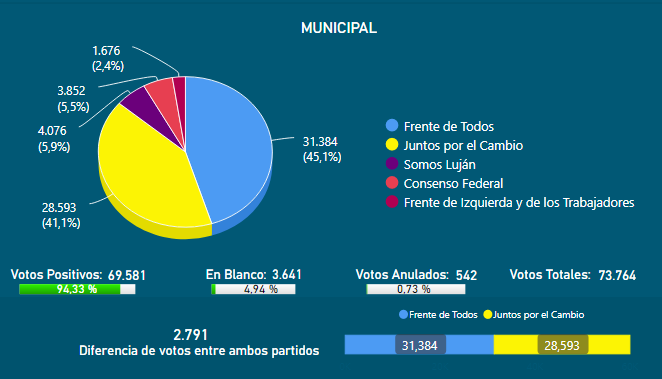 MUNICIPAL
1.676
(2,4%)
3.852
(5,5%)
4.076
(5,9%)
31.384
(45,1%)
28.593
(41,1%)
Frente de Todos
Juntos por el Cambio
Somos Luján
Consenso Federal
Frente de Izquierda y de los Trabajadores
Votos Positivos: 69.581
94,33 %
En Blanco: 3.641
4,94 %
Votos Anulados: 542
0,73 %
Votos Totales: 73.764
2.791
Diferencia de votos entre ambos partidos
Frente de Todos Juntos por el Cambio
31,384 28,593